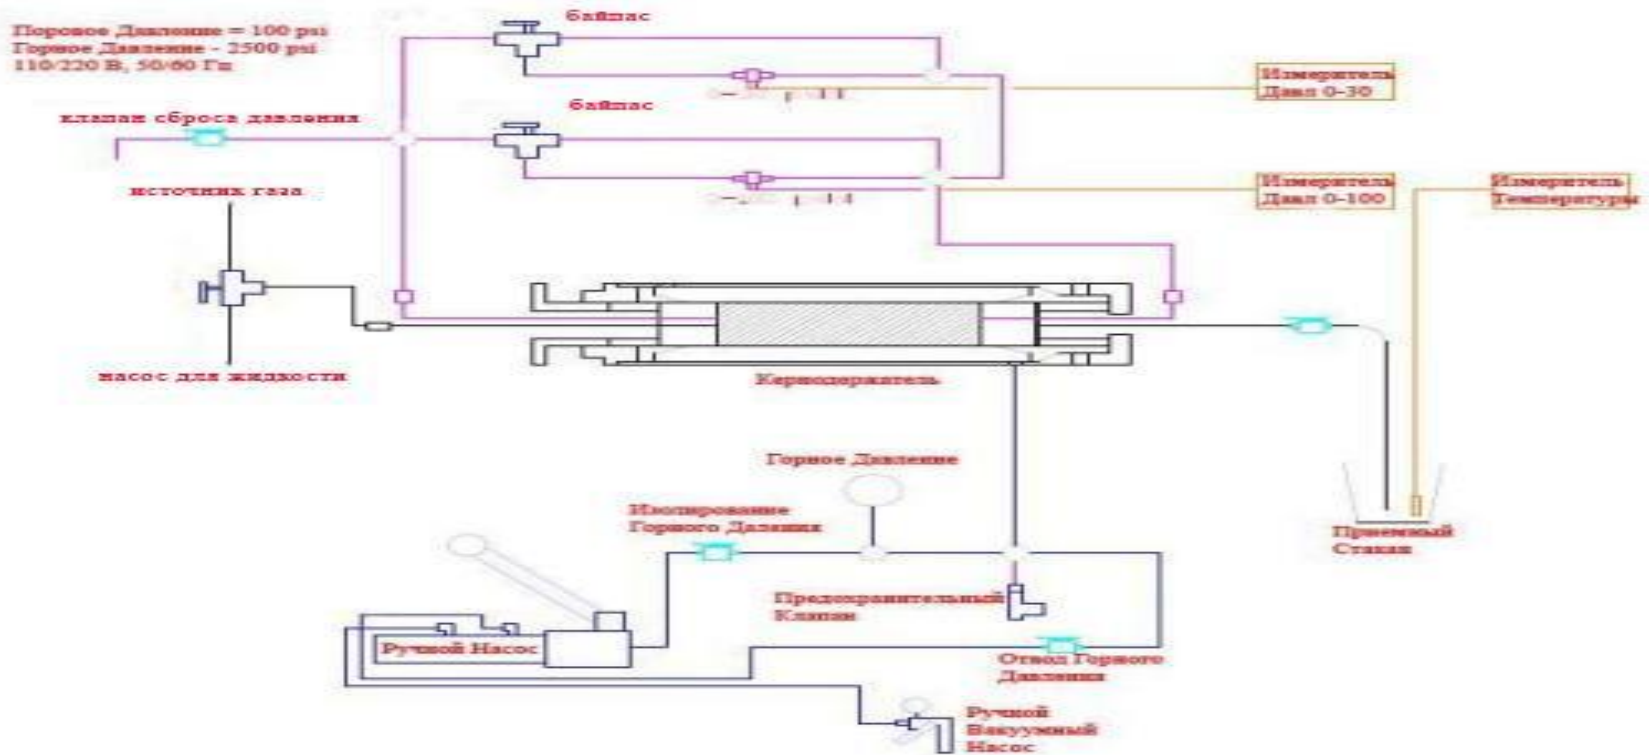 Поровое Давление = 100 psi
Горное Давление - 2500 psi
110/220 В, 50/60 Гц
байпас
Измеритель
Давл 0-30
байпас
клапан сброса давления
источник газа
Измеритель
Давл 0-100
Измеритель
Температуры
насос для жидкости
Кернодержатель
Горное Давление
Изолирование
Горного Даления
Приемный
Стакан
Предохранительный
Клапан
Ручной Насос
Отвод Горного
Давления
Ручной
Вакуумный
Насос